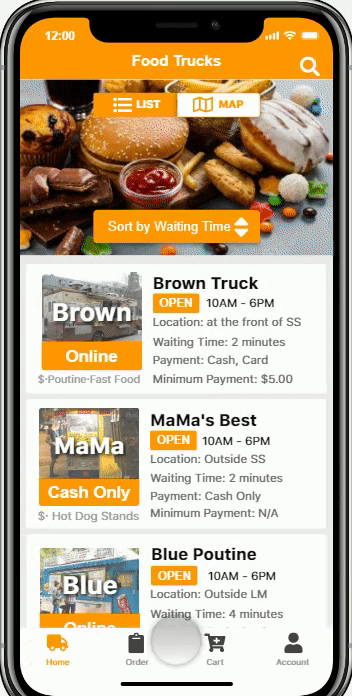 12:00
Food Trucks
LIST
MAP
Sort by Waiting Time
Brown
Online
$·Poutine-Fast Food
Brown Truck
OPEN 10AM - 6PM
Location: at the front of SS
Waiting Time: 2 minutes
Payment: Cash, Card
Minimum Payment: $5.00
MaMa
Cash Only
$· Hot Dog Stands
MaMa's Best
OPEN 10AM - 6PM
Location: Outside SS
Waiting Time: 2 minutes
Payment: Cash Only
Minimum Payment: N/A
Blue
Online
Blue Poutine
OPEN 10AM - 6PM
Location: Outside LM
Waiting Time: 4 minutes
Home
Order
Cart
Account